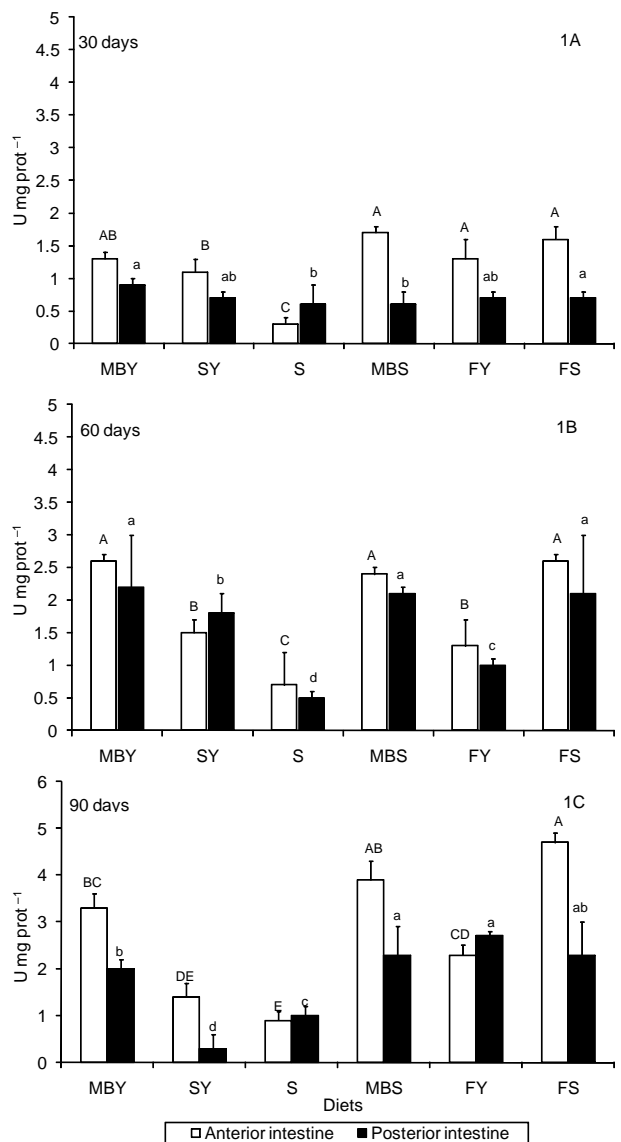 5
30 days 1A
4.5
4
3.5
3
2.5
2
1.5
1
0.5
0
U mg prot ⁻¹
AB a B ab C b A b A ab A a
MBY SY S MBS FY FS
5
60 days 1B
4.5
4
3.5
3
2.5
2
1.5
1
0.5
0
U mg prot ⁻¹
A a B b C d A a B c A a
MBY SY S MBS FY FS
6
90 days 1C
5
4
3
2
1
0
U mg prot ⁻¹
BC b DE d E c AB a CD a A ab
MBY SY S MBS FY FS
Diets
Anterior intestine Posterior intestine